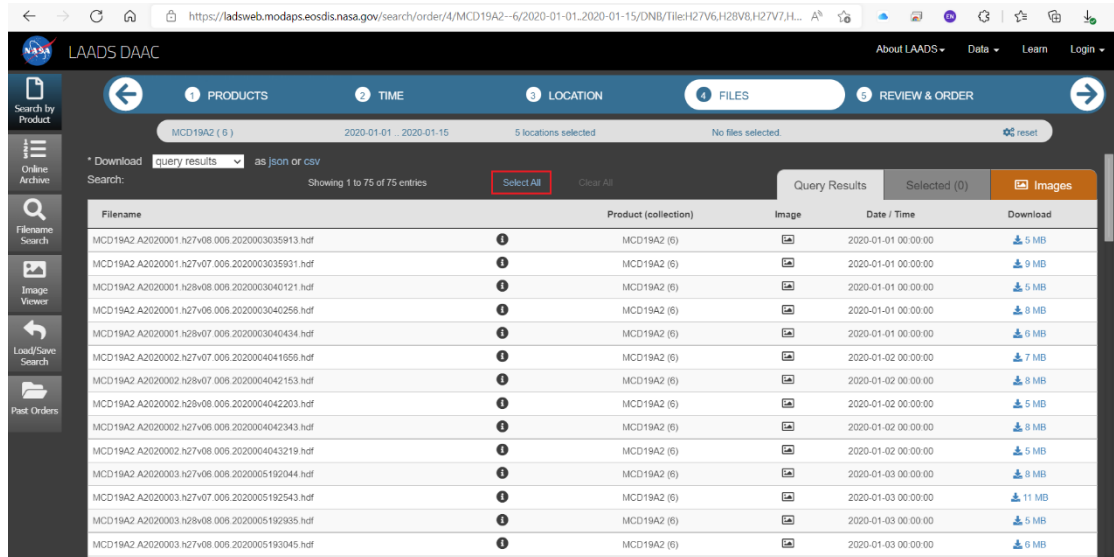 https://ladsweb.modaps.eosdis.nasa.gov/search/order/4/MCD19A2--6/2020-01-01..2020-01-15/DNB/Tile:H27V6,H28V8,H27V7,H...
NASA LAADS DAAC About LAADS Data Learn Login
Search by
Product
Online
Archive
Filename
Search
Image
Viewer
Load/Save
Search
Past Orders
1 PRODUCTS 2 TIME 3 LOCATION 4 FILES 5 REVIEW & ORDER
MCD19A2 ( 6 ) 2020-01-01 .. 2020-01-15 5 locations selected No files selected. reset
* Download query results as json or csv
Search: Showing 1 to 75 of 75 entries Select All Clear All Query Results Selected (0) Images
Filename Product (collection) Image Date / Time Download
MCD19A2.A2020001.h27v08.006.2020003035913.hdf MCD19A2 (6) 2020-01-01 00:00:00 5 MB
MCD19A2.A2020001.h27v07.006.2020003035931.hdf MCD19A2 (6) 2020-01-01 00:00:00 9 MB
MCD19A2.A2020001.h28v08.006.2020003040121.hdf MCD19A2 (6) 2020-01-01 00:00:00 5 MB
MCD19A2.A2020001.h27v06.006.2020003040256.hdf MCD19A2 (6) 2020-01-01 00:00:00 8 MB
MCD19A2.A2020001.h28v07.006.2020003040434.hdf MCD19A2 (6) 2020-01-01 00:00:00 6 MB
MCD19A2.A2020002.h27v07.006.2020004041656.hdf MCD19A2 (6) 2020-01-02 00:00:00 7 MB
MCD19A2.A2020002.h28v07.006.2020004042153.hdf MCD19A2 (6) 2020-01-02 00:00:00 8 MB
MCD19A2.A2020002.h28v08.006.2020004042203.hdf MCD19A2 (6) 2020-01-02 00:00:00 5 MB
MCD19A2.A2020002.h27v06.006.2020004042343.hdf MCD19A2 (6) 2020-01-02 00:00:00 8 MB
MCD19A2.A2020002.h27v08.006.2020004043219.hdf MCD19A2 (6) 2020-01-02 00:00:00 5 MB
MCD19A2.A2020003.h27v06.006.2020005192044.hdf MCD19A2 (6) 2020-01-03 00:00:00 8 MB
MCD19A2.A2020003.h27v07.006.2020005192543.hdf MCD19A2 (6) 2020-01-03 00:00:00 11 MB
MCD19A2.A2020003.h28v08.006.2020005192935.hdf MCD19A2 (6) 2020-01-03 00:00:00 5 MB
MCD19A2.A2020003.h27v08.006.2020005193045.hdf MCD19A2 (6) 2020-01-03 00:00:00 6 MB